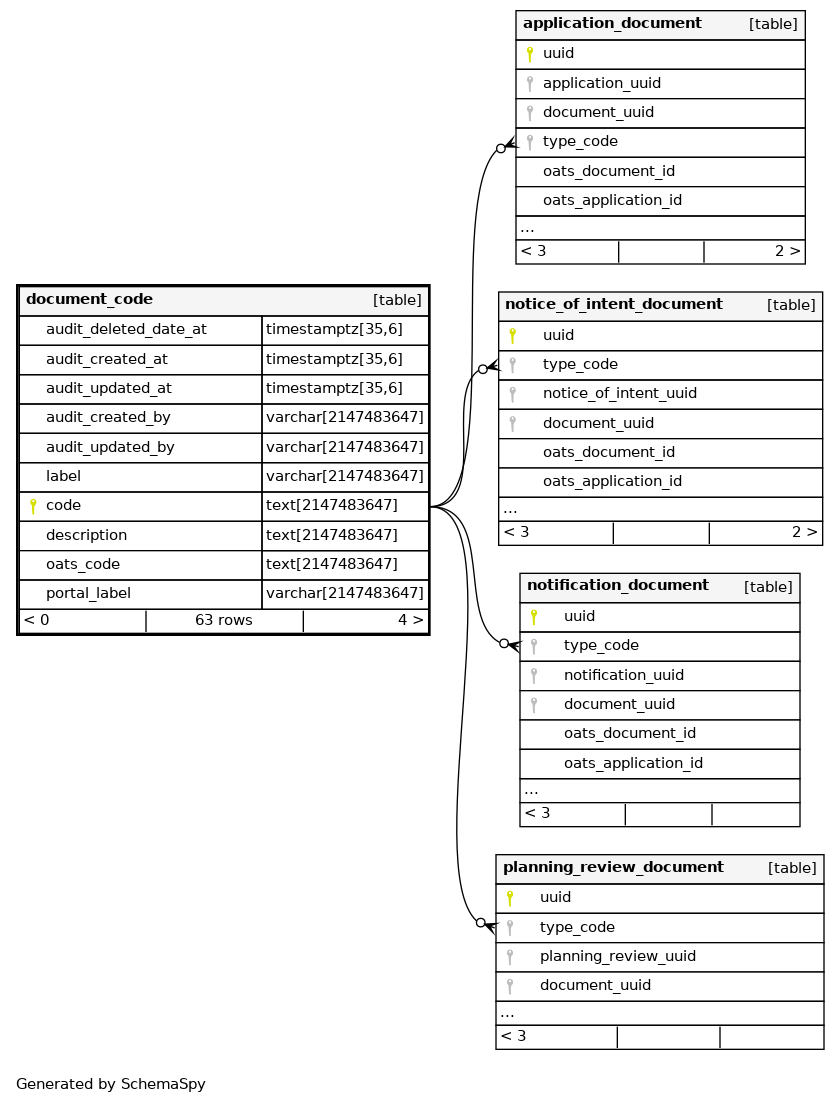 application_document [table]
uuid
application_uuid
document_uuid
type_code
oats_document_id
oats_application_id
...
< 3 2 >
document_code [table]
audit_deleted_date_at timestamptz[35,6]
audit_created_at timestamptz[35,6]
audit_updated_at timestamptz[35,6]
audit_created_by varchar[2147483647]
audit_updated_by varchar[2147483647]
label varchar[2147483647]
code text[2147483647]
description text[2147483647]
oats_code text[2147483647]
portal_label varchar[2147483647]
< 0 63 rows 4 >
notice_of_intent_document [table]
uuid
type_code
notice_of_intent_uuid
document_uuid
oats_document_id
oats_application_id
...
< 3 2 >
notification_document [table]
uuid
type_code
notification_uuid
document_uuid
oats_document_id
oats_application_id
...
< 3
planning_review_document [table]
uuid
type_code
planning_review_uuid
document_uuid
...
< 3
Generated by SchemaSpy